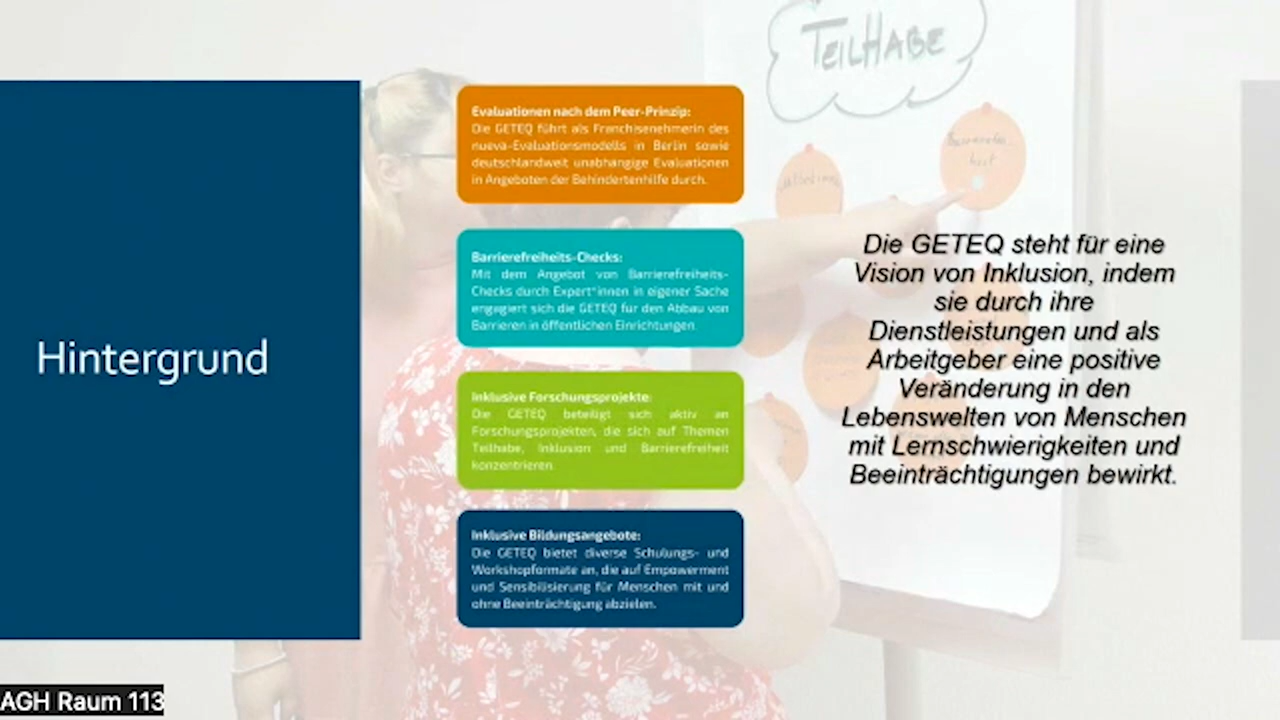 TEILHABE
Hintergrund
Evaluationen nach dem Peer-Prinzip:
Die GETEQ führt als Franchisenehmerin des
nueva-Evaluationsmodells in Berlin sowie
deutschlandweit unabhängige Evaluationen
in Angeboten der Behindertenhilfe durch.
Barrierefreiheits-Checks:
Mit dem Angebot von Barrierefreiheits-
Checks durch Expert*innen in eigener Sache
engagiert sich die GETEQ für den Abbau von
Barrieren in öffentlichen Einrichtungen.
Inklusive Forschungsprojekte:
Die GETEQ beteiligt sich aktiv an
Forschungsprojekten, die sich auf Themen
Teilhabe, Inklusion und Barrierefreiheit
konzentrieren.
Inklusive Bildungsangebote:
Die GETEQ bietet diverse Schulungs- und
Workshopformate an, die auf Empowerment
und Sensibilisierung für Menschen mit und
ohne Beeinträchtigung abzielen.
Die GETEQ steht für eine
Vision von Inklusion, indem
sie durch ihre
Dienstleistungen und als
Arbeitgeber eine positive
Veränderung in den
Lebenswelten von Menschen
mit Lernschwierigkeiten und
Beeinträchtigungen bewirkt.
AGH Raum 113